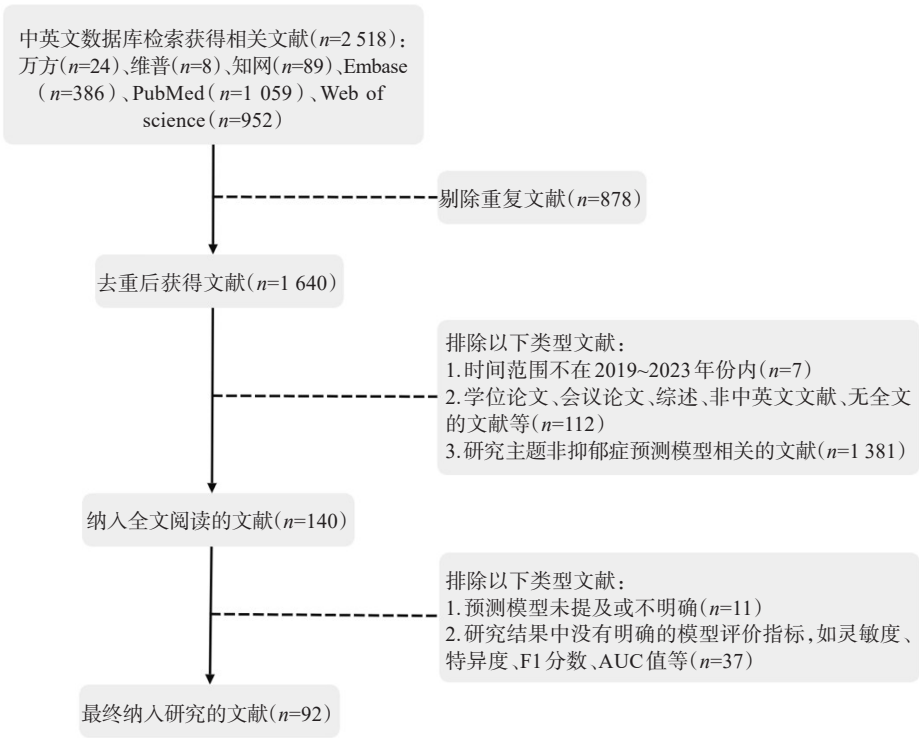 中英文数据库检索获得相关文献(n=2 518):
万方(n=24)、维普(n=8)、知网(n=89)、Embase
(n=386)、PubMed(n=1 059)、Web of
science(n=952)
剔除重复文献(n=878)
去重后获得文献(n=1 640)
排除以下类型文献:
1.时间范围不在2019~2023年份内(n=7)
2.学位论文、会议论文、综述、非中英文文献、无全文
的文献等(n=112)
3.研究主题非抑郁症预测模型相关的文献(n=1 381)
纳入全文阅读的文献(n=140)
排除以下类型文献:
1.预测模型未提及或不明确(n=11)
2.研究结果中没有明确的模型评价指标,如灵敏度、
特异度、F1分数、AUC值等(n=37)
最终纳入研究的文献(n=92)